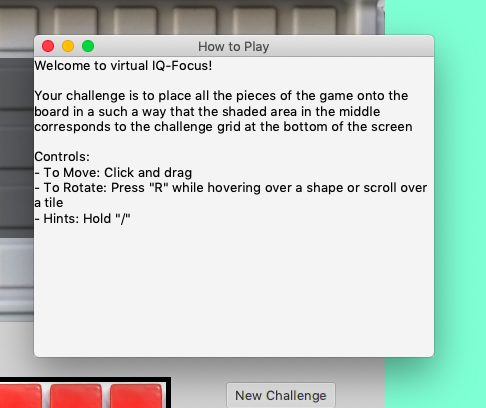 How to Play
Welcome to virtual IQ-Focus!
Your challenge is to place all the pieces of the game onto the
board in a such a way that the shaded area in the middle
corresponds to the challenge grid at the bottom of the screen
Controls:
- To Move: Click and drag
- To Rotate: Press "R" while hovering over a shape or scroll over
a tile
- Hints: Hold "/"
New Challenge